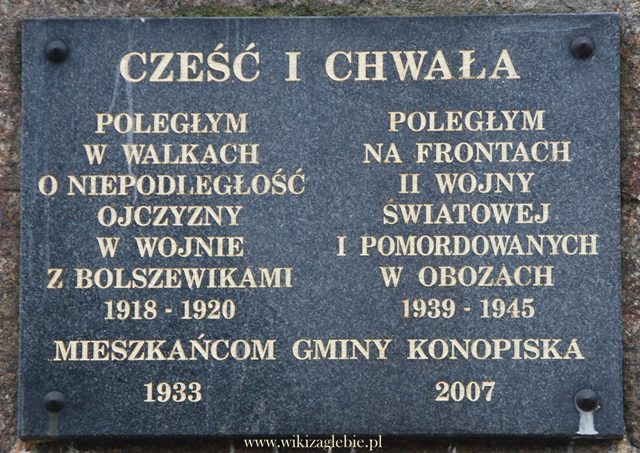 CZEŚĆ I CHWAŁA
POLEGŁYM
W WALKACH
O NIEPODLEGŁOŚĆ
OJCZYZNY
W WOJNIE
Z BOLSZEWIKAMI
1918 - 1920
POLEGŁYM
NA FRONTACH
II WOJNY
ŚWIATOWEJ
I POMORDOWANYCH
W OBOZACH
1939 - 1945
MIESZKAŃCOM GMINY KONOPISKA
1933 2007
www.wikizaglebie.pl